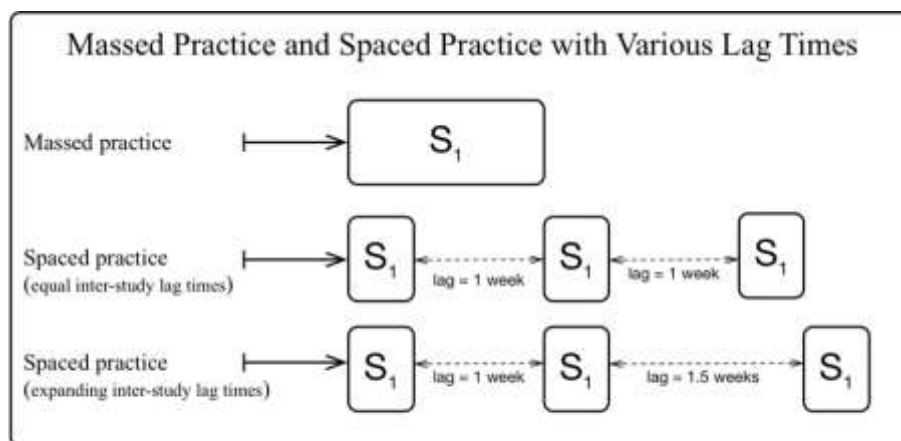 Massed Practice and Spaced Practice with Various Lag Times
Massed practice
S₁
Spaced practice
(equal inter-study lag times)
S₁
lag = 1 week
S₁
lag = 1 week
S₁
Spaced practice
(expanding inter-study lag times)
S₁
lag = 1 week
S₁
lag = 1.5 weeks
S₁